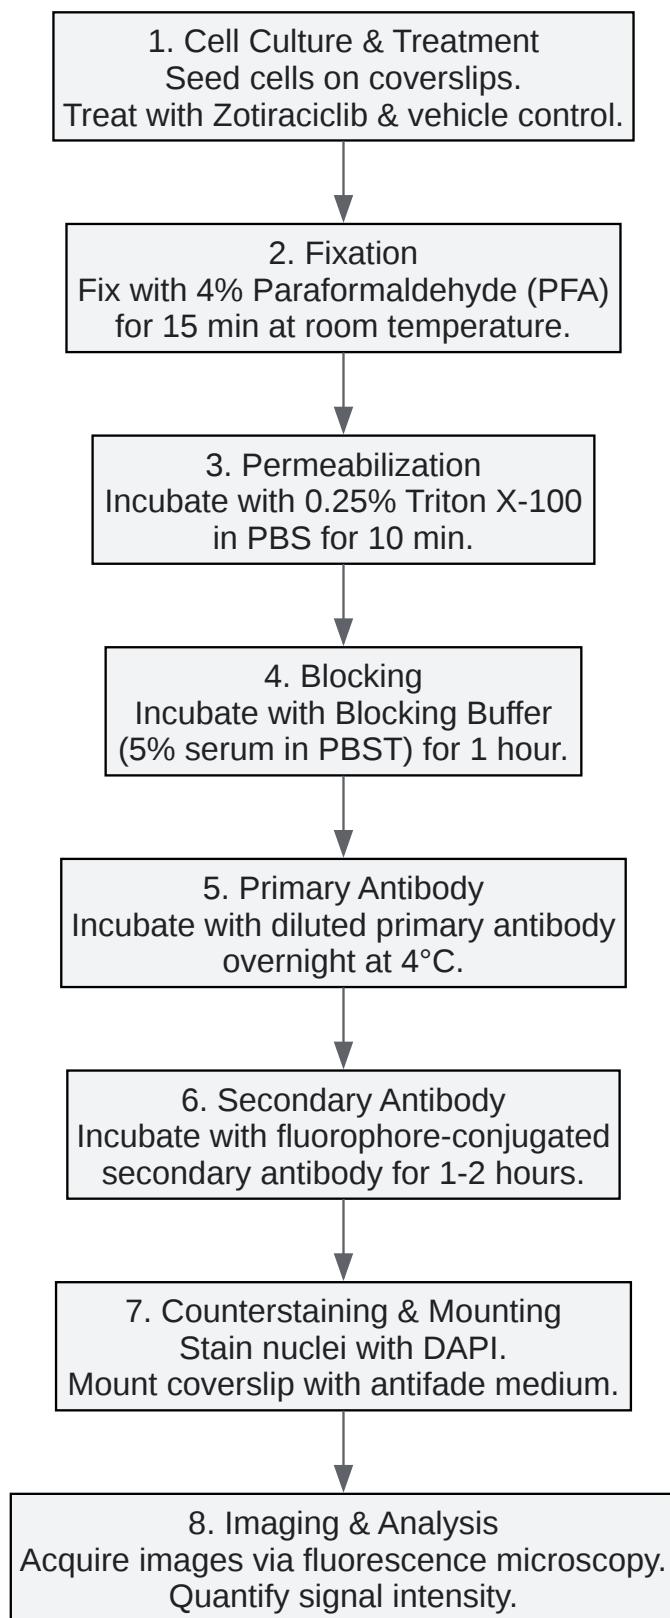 1. Cell Culture & Treatment
Seed cells on coverslips.
Treat with Zotiraciclib & vehicle control.
2. Fixation
Fix with 4% Paraformaldehyde (PFA)
for 15 min at room temperature.
3. Permeabilization
Incubate with 0.25% Triton X-100
in PBS for 10 min.
4. Blocking
Incubate with Blocking Buffer
(5% serum in PBST) for 1 hour.
5. Primary Antibody
Incubate with diluted primary antibody
overnight at 4°C.
6. Secondary Antibody
Incubate with fluorophore-conjugated
secondary antibody for 1-2 hours.
7. Counterstaining & Mounting
Stain nuclei with DAPI.
Mount coverslip with antifade medium.
8. Imaging & Analysis
Acquire images via fluorescence microscopy.
Quantify signal intensity.